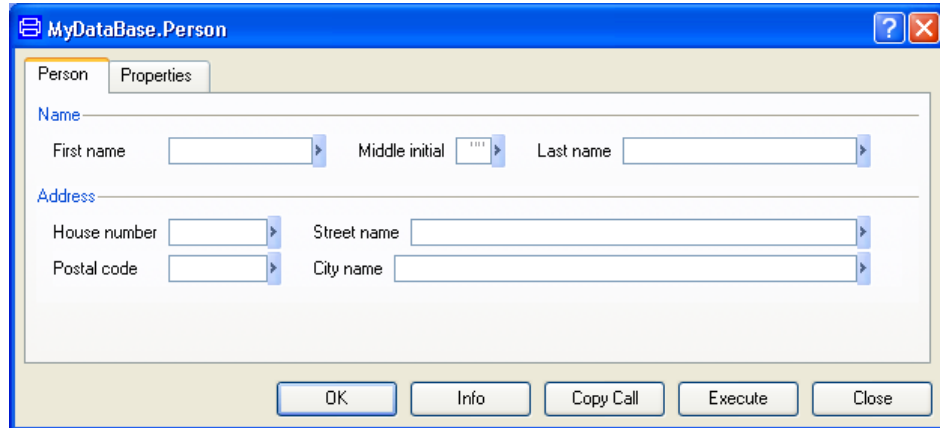 MyDataBase.Person ?
Person Properties
Name
First name Middle initial "" Last name
Address
House number Street name
Postal code City name
OK Info Copy Call Execute Close